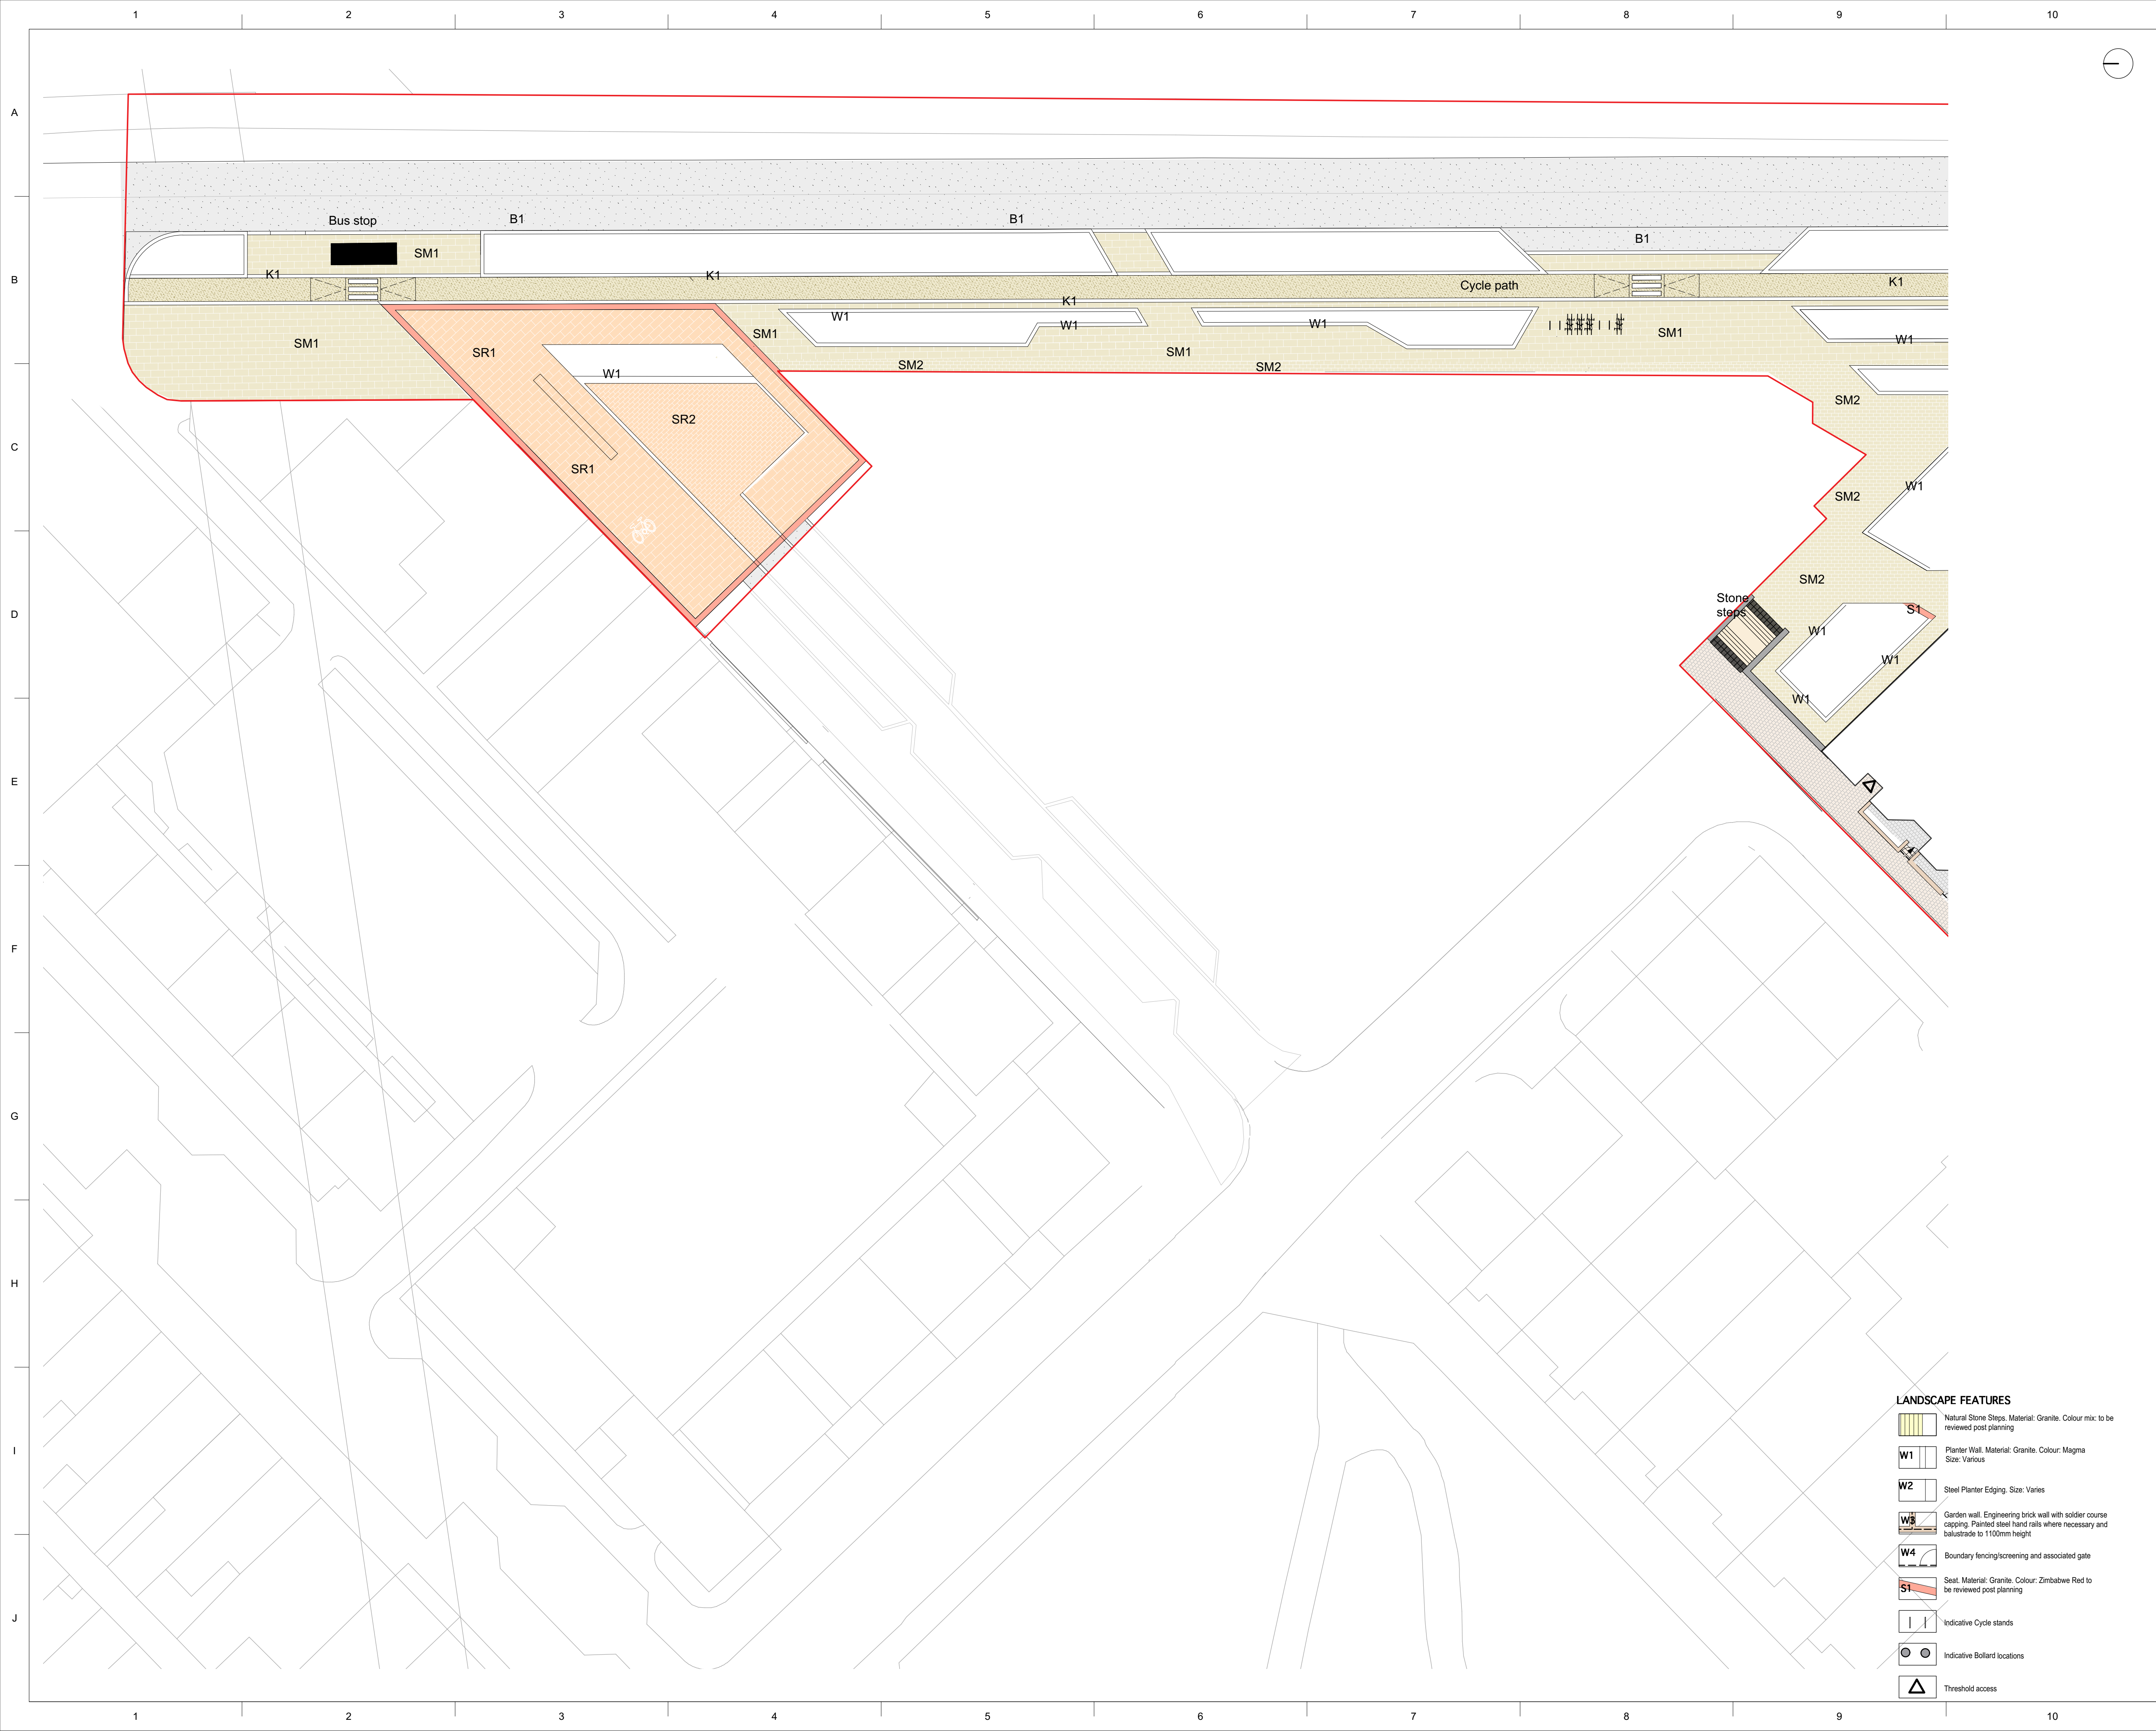 1 2 3 4 5 6 7 8 9 10
A
Bus stop B1 B1
B1
SM1
B
K1 K1 K1
Cycle path
K1
W1 W1 W1
SM1 SM1 SM1
W1
SR1 SM1
SM2 SM2
W1
SM2
SR2
C
SR1 SM2
W1
SM2
Stone
steps
S1
D
W1
W1
W1
E
F
G
H
I
J
LANDSCAPE FEATURES
Natural Stone Steps. Material: Granite. Colour mix: to be
reviewed post planning
W1 Planter Wall. Material: Granite. Colour: Magma
Size: Various
W2 Steel Planter Edging. Size: Varies
W3 Garden wall. Engineering brick wall with soldier course
capping. Painted steel hand rails where necessary and
balustrade to 1100mm height
W4 Boundary fencing/screening and associated gate
S1 Seat. Material: Granite. Colour: Zimbabwe Red to
be reviewed post planning
Indicative Cycle stands
Indicative Bollard locations
Threshold access
1 2 3 4 5 6 7 8 9 10